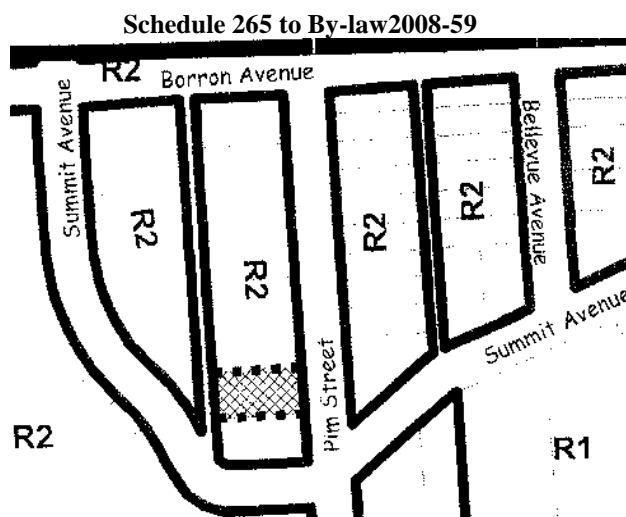 Schedule 265 to By-law2008-59
R2
Borron Avenue
Summit Avenue
Bellevue Avenue
R2
R2
R2
R2
R2
Summit Avenue
Pim Street
R2
R1